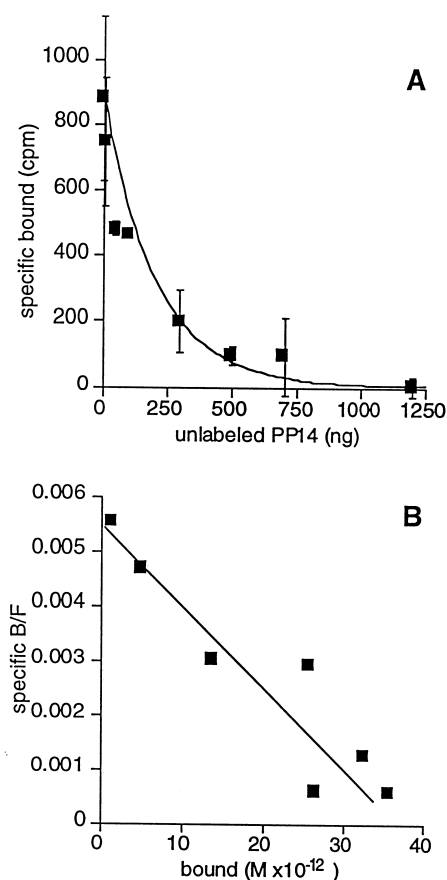 A
1000
800
600
400
200
0
specific bound (cpm)
0 250 500 750 1000 1250
unlabeled PP14 (ng)
B
0.006
0.005
0.004
0.003
0.002
0.001
0
specific B/F
0 10 20 30 40
bound (M x10-12 )